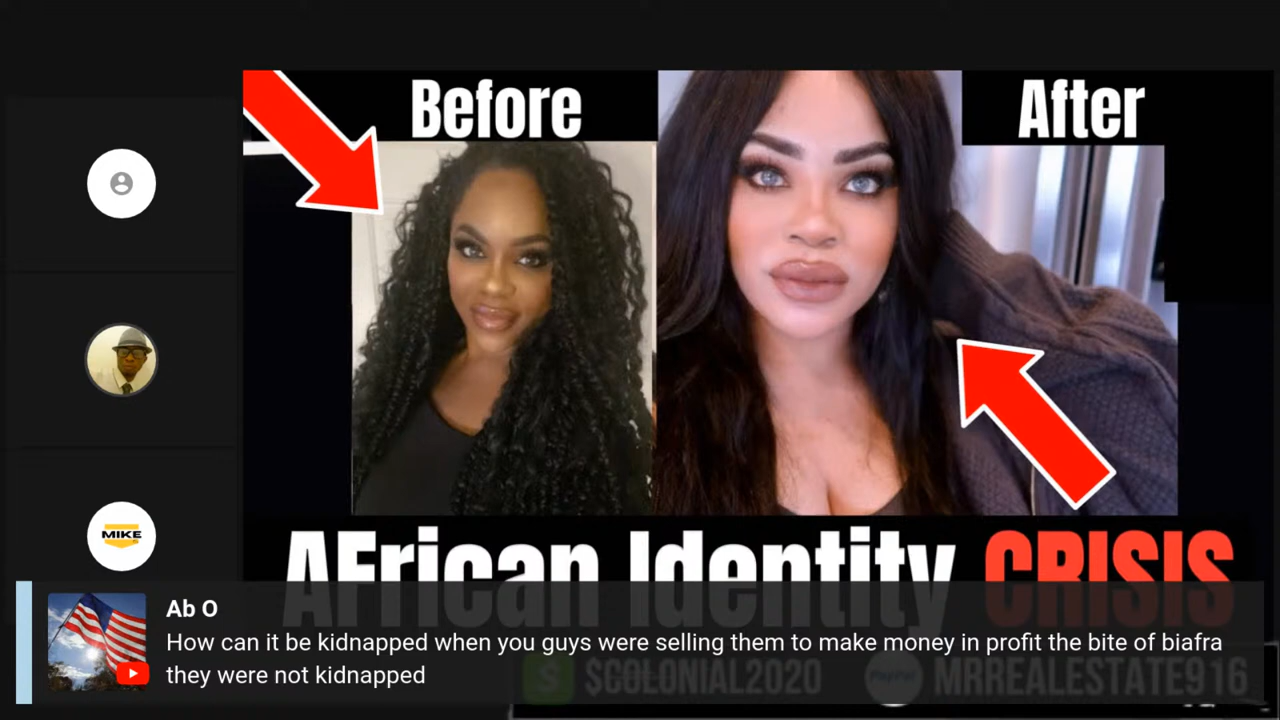 Before
After
MIKE
AFrican Identity CRISIS
Ab O
How can it be kidnapped when you guys were selling them to make money in profit the bite of biafra
they were not kidnapped
$COLONIAL2020
PayPal
MRREALESTATE916